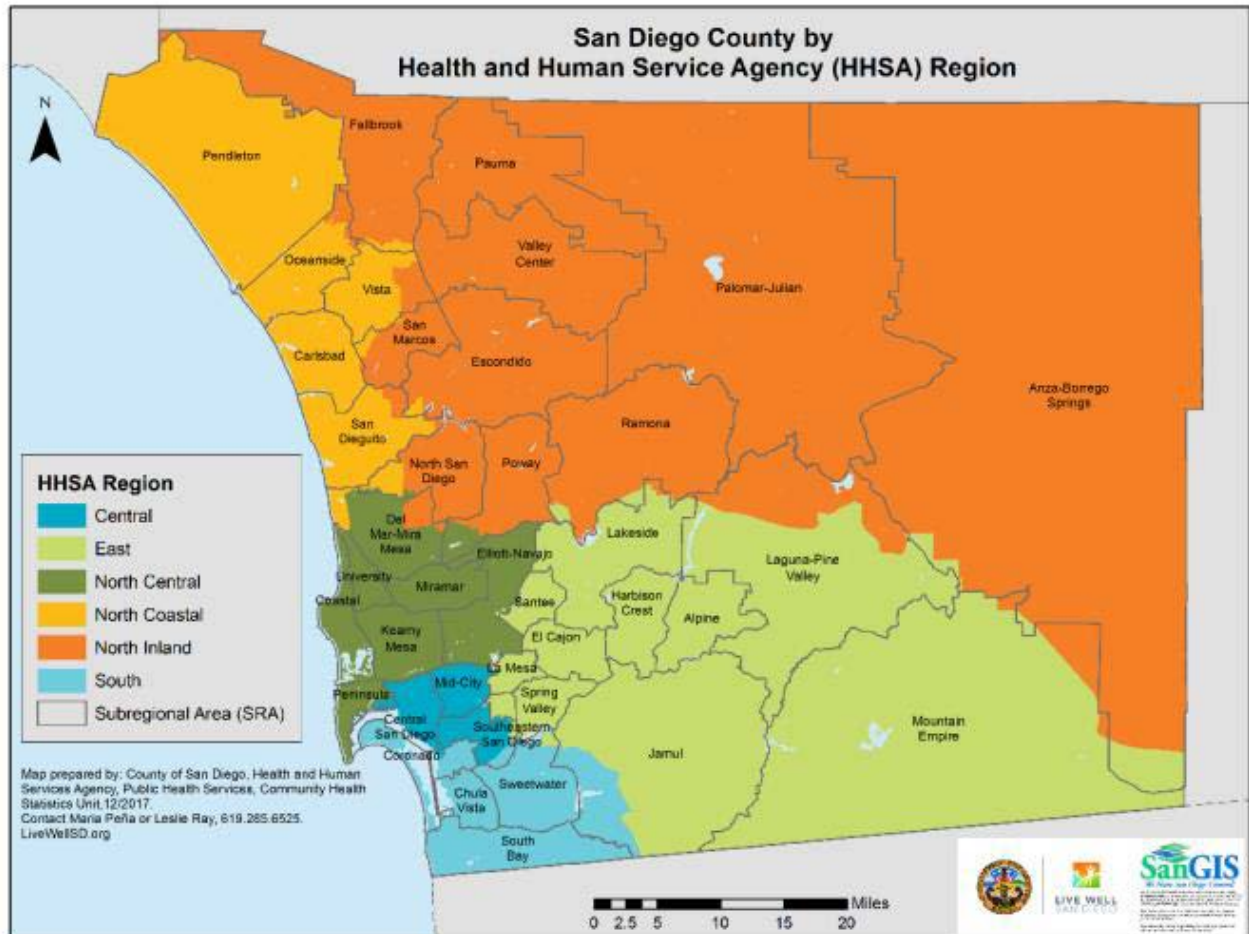 San Diego County by
Health and Human Service Agency (HHSA) Region
N
Fallbrook
Pendleton
Pauma
Valley
Center
Oceanside
Vista
Palomar-Julian
San
Marcos
Carlsbad
Escondido
Anza-Borrego
Springs
San
Dieguito
Ramona
North San
Diego
Poway
HHSA Region
Central
East
North Central
North Coastal
North Inland
South
Subregional Area (SRA)
Del
Mar-Mira
Mesa
Elliott-Navajo
Lakeside
Laguna-Pine
Valley
University
Miramar
Coastal
Santee
Harbison
Crest
Alpine
Kearny
Mesa
El Cajon
La Mesa
Mid-City
Peninsula
Spring
Valley
Central
San Diego
Southeastern
San Diego
Coronado
Mountain
Empire
Jamul
Sweetwater
Chula
Vista
South
Bay
Map prepared by: County of San Diego, Health and Human
Services Agency, Public Health Services, Community Health
Statistics Unit,12/2017.
Contact Maria Peña or Leslie Ray, 619.285.6525.
LiveWellSD.org
Miles
0 2.5 5 10 15 20
LIVE WELL
SAN DIEGO
SanGIS